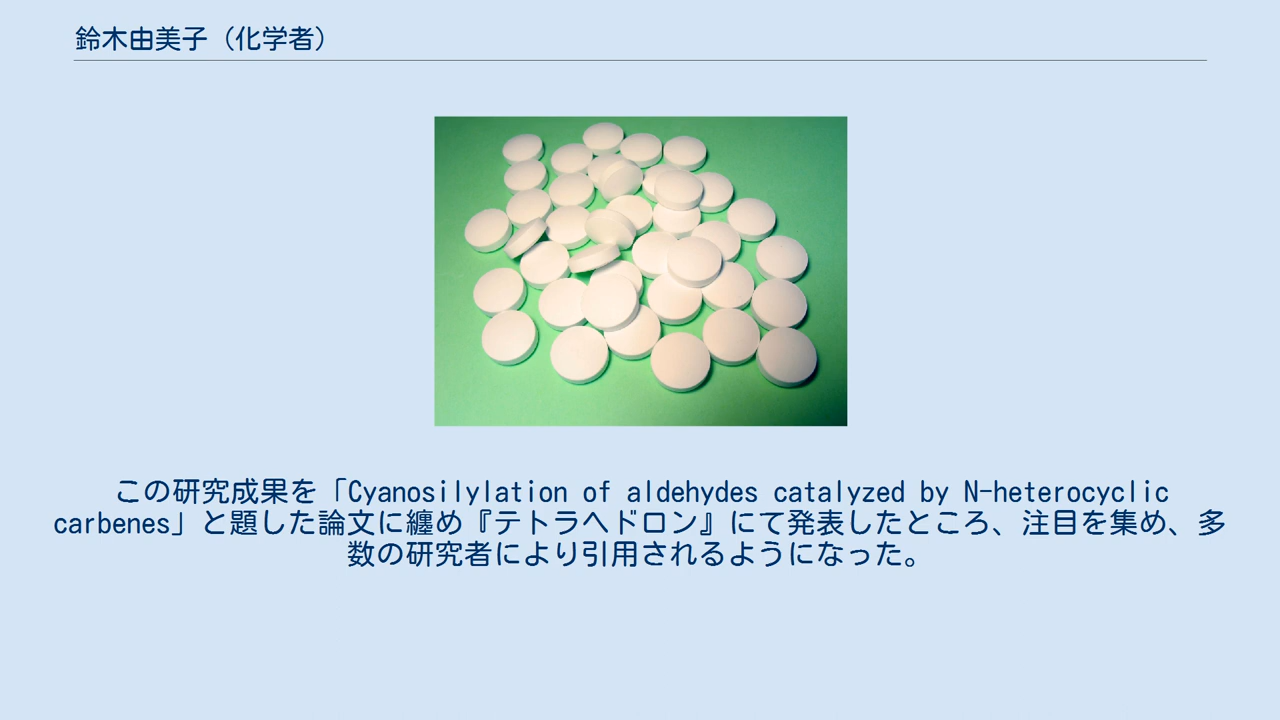 鈴木由美子（化学者）
この研究成果を「Cyanosilylation of aldehydes catalyzed by N-heterocyclic
carbenes」と題した論文に纏め『テトラヘドロン』にて発表したところ、注目を集め、多
数の研究者により引用されるようになった。